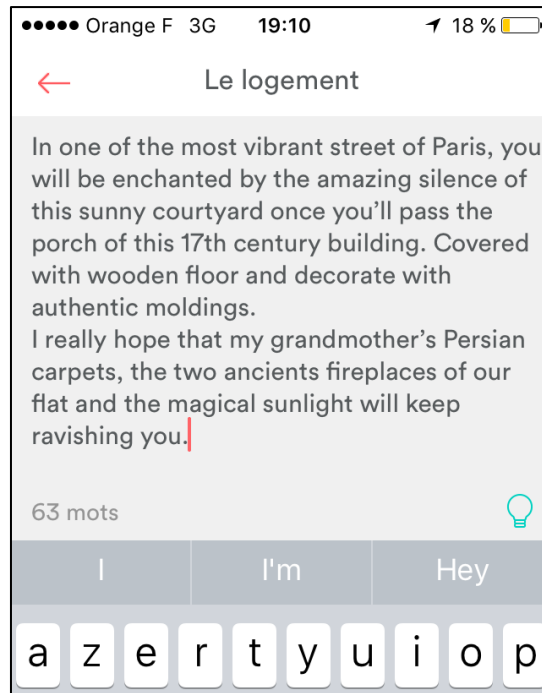 Orange F 3G 19:10 18 %
Le logement
In one of the most vibrant street of Paris, you
will be enchanted by the amazing silence of
this sunny courtyard once you’ll pass the
porch of this 17th century building. Covered
with wooden floor and decorate with
authentic moldings.
I really hope that my grandmother’s Persian
carpets, the two ancients fireplaces of our
flat and the magical sunlight will keep
ravishing you.
63 mots
I I'm Hey
a z e r t y u i o p